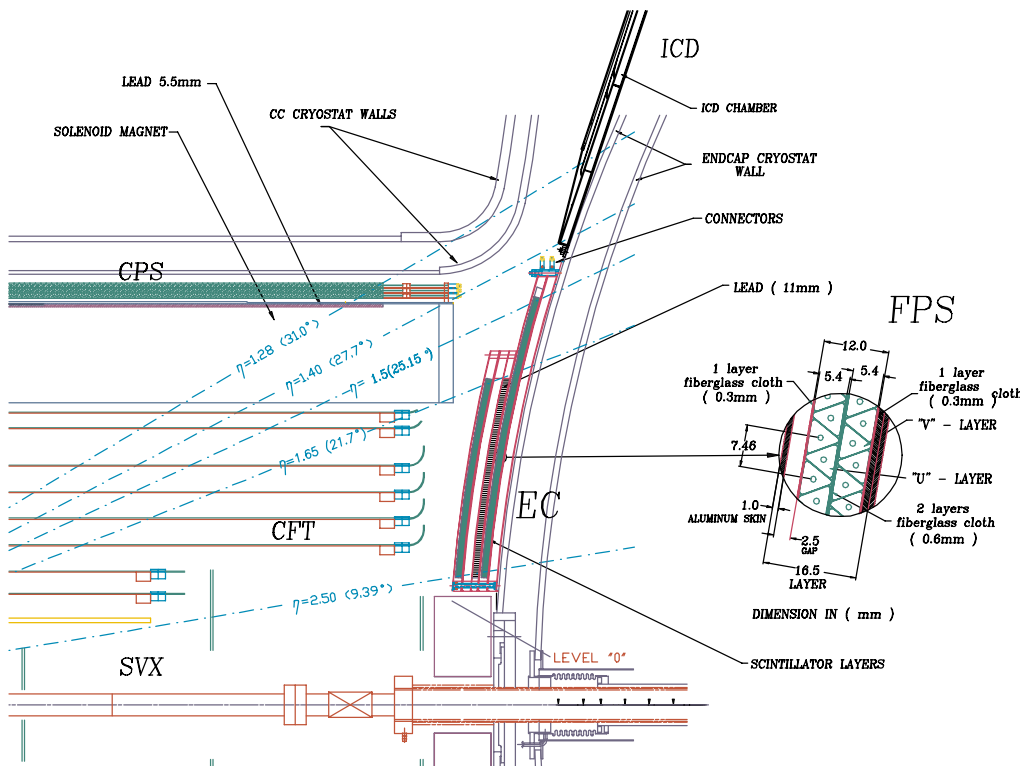 ICD
LEAD 5.5mm
ICD CHAMBER
CC CRYOSTAT WALLS
SOLENOID MAGNET
ENDCAP CRYOSTAT
WALL
CONNECTORS
CPS
LEAD ( 11mm )
FPS
η=1.28 (31.0°)
η=1.40 (27.7°)
η= 1.5(25.15 °)
η=1.65 (21.7°)
12.0
5.4
5.4
1 layer
fiberglass cloth
( 0.3mm )
1 layer
fiberglass cloth
( 0.3mm )
"V" - LAYER
7.46
"U" - LAYER
1.0
ALUMINUM SKIN
2 layers
fiberglass cloth
( 0.6mm )
2.5
GAP
16.5
LAYER
DIMENSION IN ( mm )
EC
CFT
η=2.50 (9.39°)
SVX
LEVEL "0"
SCINTILLATOR LAYERS